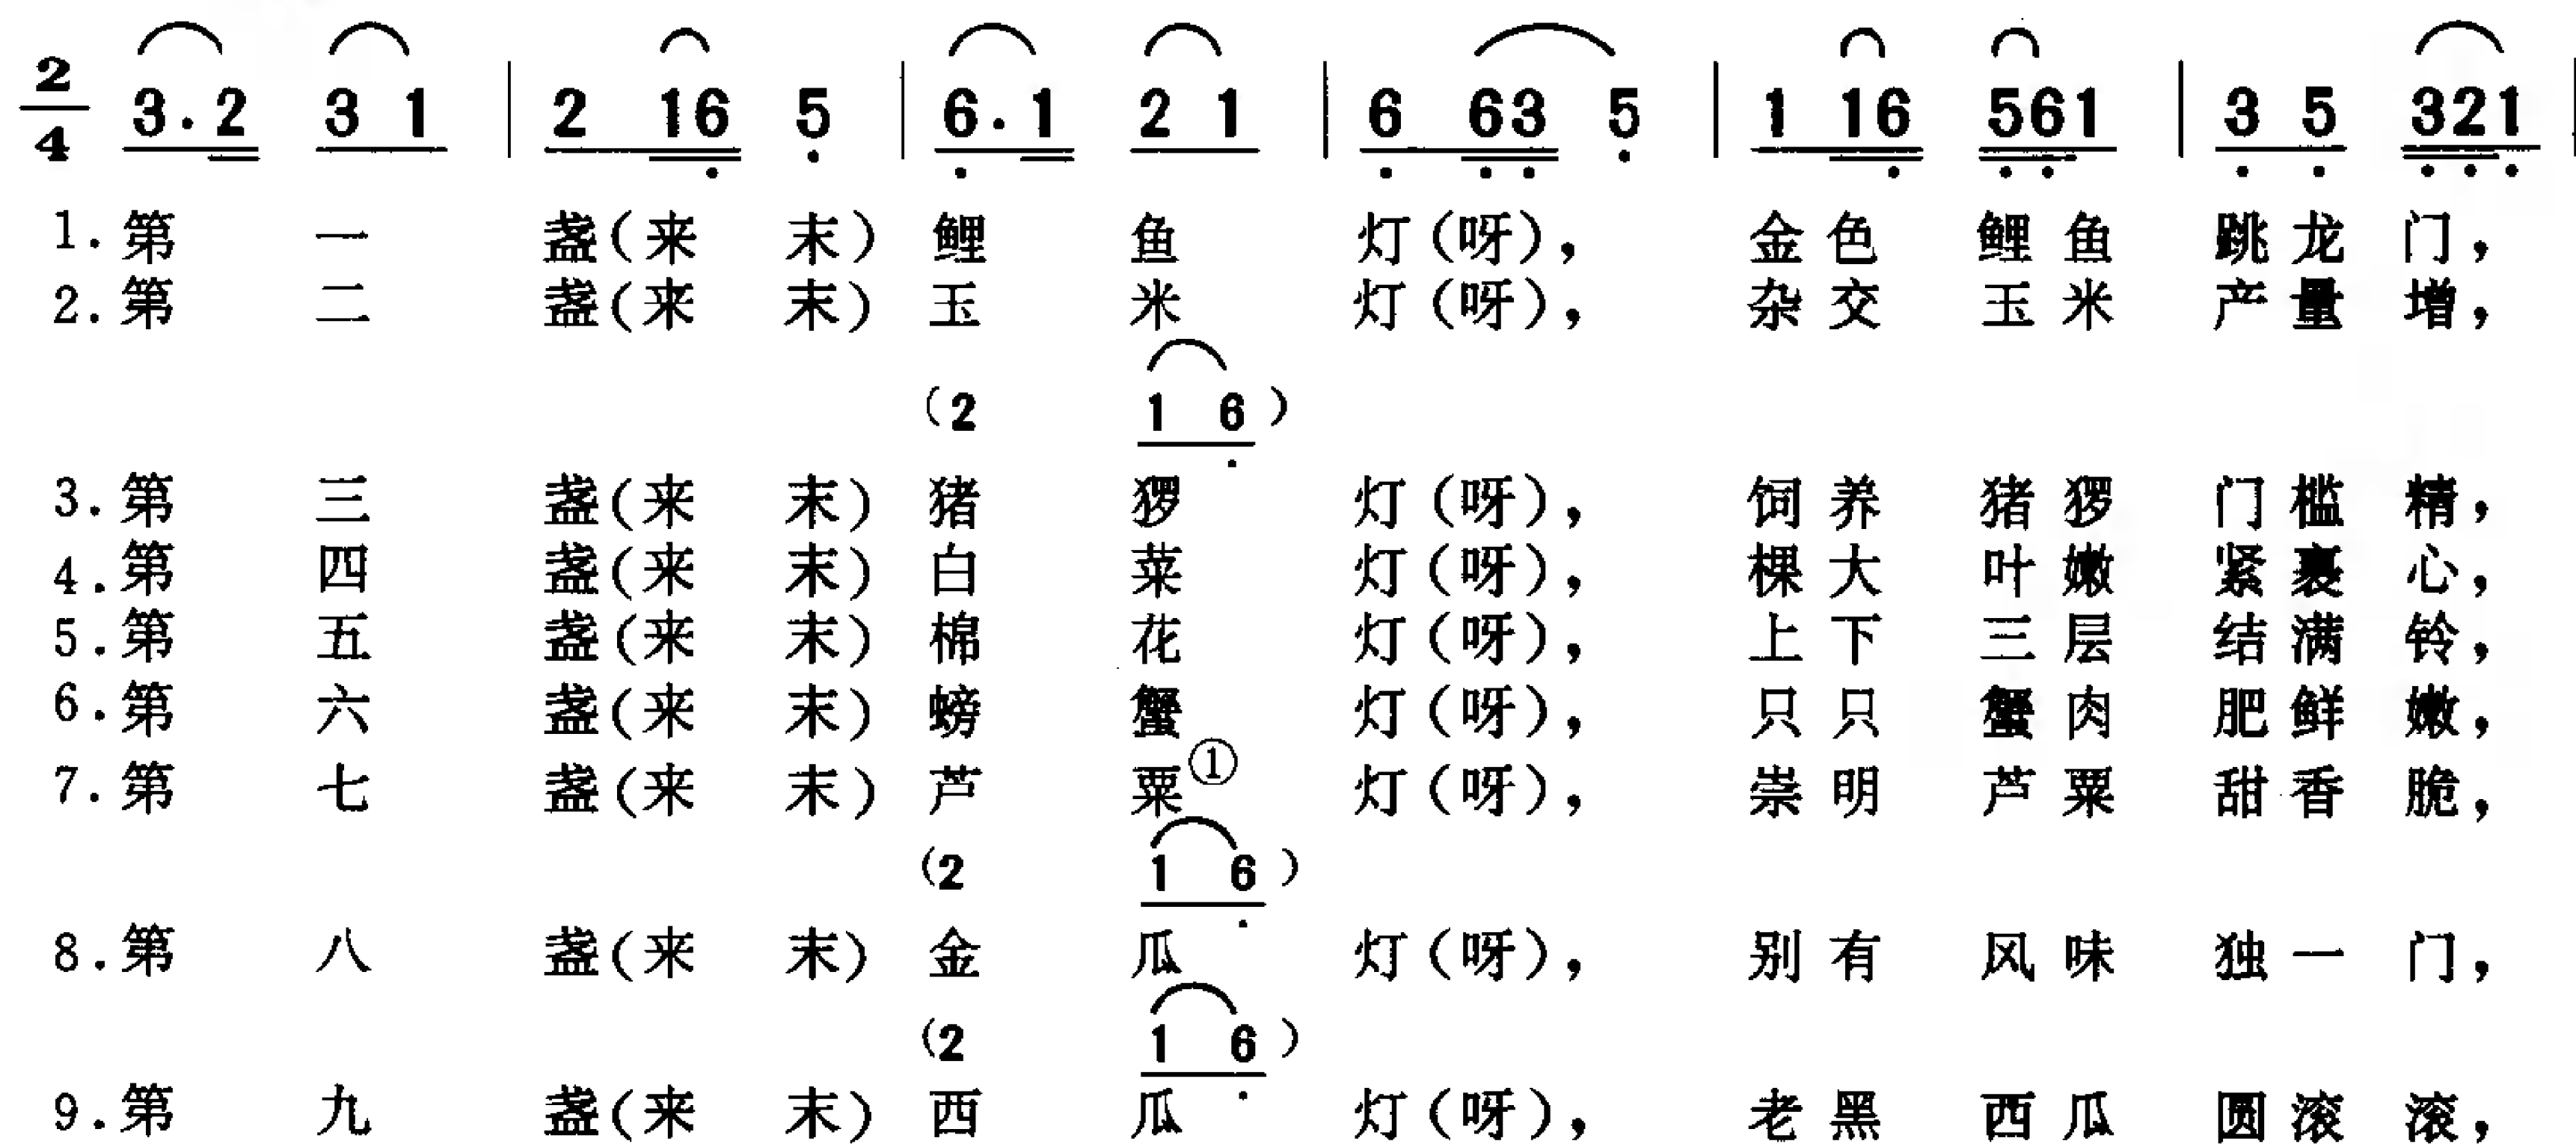 2/4 3.2 3 1 | 2 16 5 | 6.1 2 1 | 6 63 5 | 1 16 561 | 3 5 321 |
1.第 一 盏(来 末)鲤 鱼 灯(呀), 金色 鲤鱼 跳龙 门,
2.第 二 盏(来 末)玉 米 灯(呀), 杂交 玉米 产量 增,
(2 1 6)
3.第 三 盏(来 末)猪 猡 灯(呀), 饲养 猪猡 门槛 精,
4.第 四 盏(来 末)白 菜 灯(呀), 棵大 叶嫩 紧裹 心,
5.第 五 盏(来 末)棉 花 灯(呀), 上下 三层 结满 铃,
6.第 六 盏(来 末)螃 蟹 灯(呀), 只只 蟹肉 肥鲜 嫩,
7.第 七 盏(来 末)芦 粟① 灯(呀), 崇明 芦粟 甜香 脆,
(2 1 6)
8.第 八 盏(来 末)金 瓜 灯(呀), 别有 风味 独一 门,
(2 1 6)
9.第 九 盏(来 末)西 瓜 灯(呀), 老黑 西瓜 圆滚 滚,